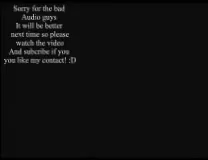 Sorry for the bad
Audio guys
It will be better
next time so please
watch the video
And subcribe if you
you like my contact! :D